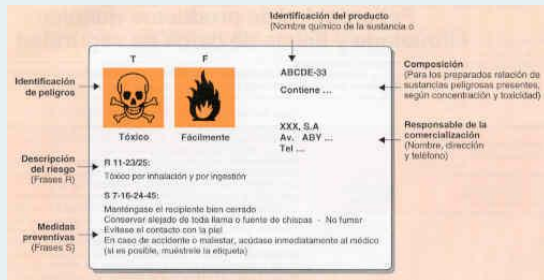 Identificación del producto
(Nombre químico de la sustancia o
T
F
ABCDE-33
Contiene ...
Identificación
de peligros
Composición
(Para los preparados relación de
sustancias peligrosas presentes,
según concentración y toxicidad)
Tóxico
Fácilmente
XXX, S.A
Av. ABY ...
Tel ...
Responsable de la
comercialización
(Nombre, dirección
y teléfono)
Descripción
del riesgo
(Frases R)
R 11-23/25:
Tóxico por inhalación y por ingestión
S 7-16-24-45:
Manténgase el recipiente bien cerrado
Conservar alejado de toda llama o fuente de chispas - No fumar
Evítese el contacto con la piel
En caso de accidente o malestar, acúdase inmediatamente al médico
(si es posible, muéstrele la etiqueta)
Medidas
preventivas
(Frases S)